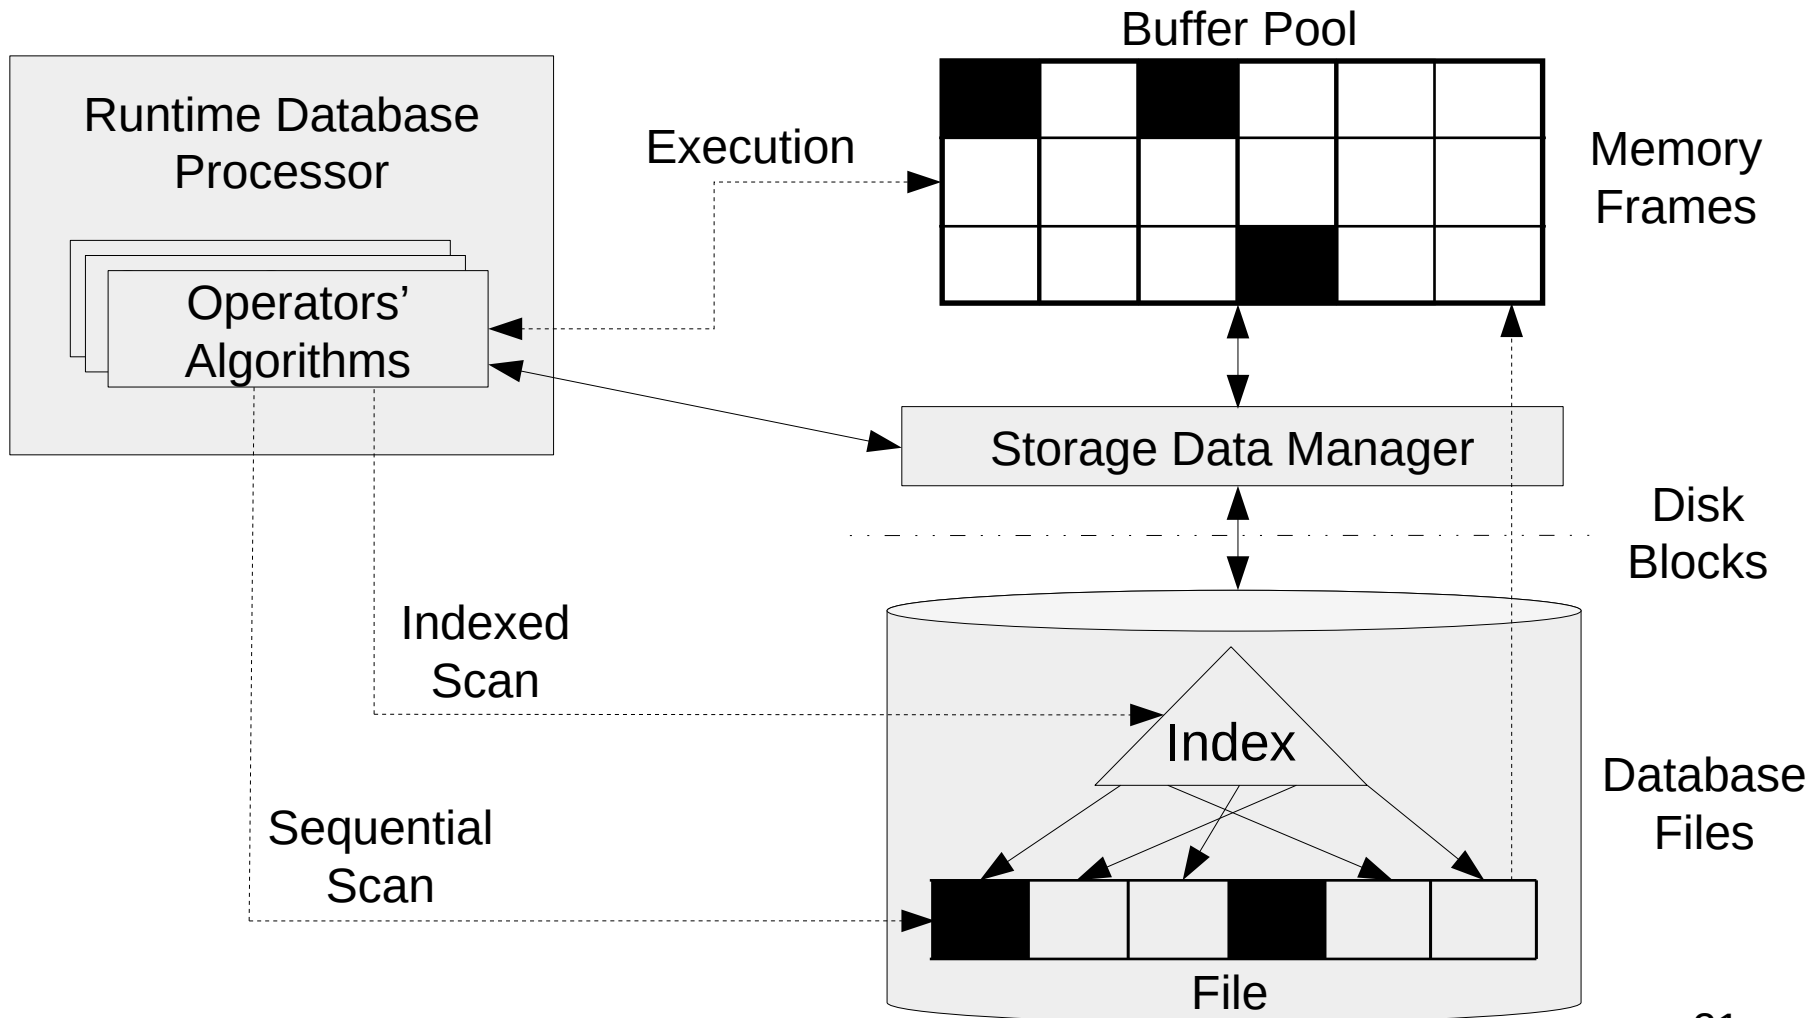 Buffer Pool
Runtime Database
Processor
Execution
Memory
Frames
Operators’
Algorithms
Storage Data Manager
Disk
Blocks
Indexed
Scan
Index
Database
Files
Sequential
Scan
File